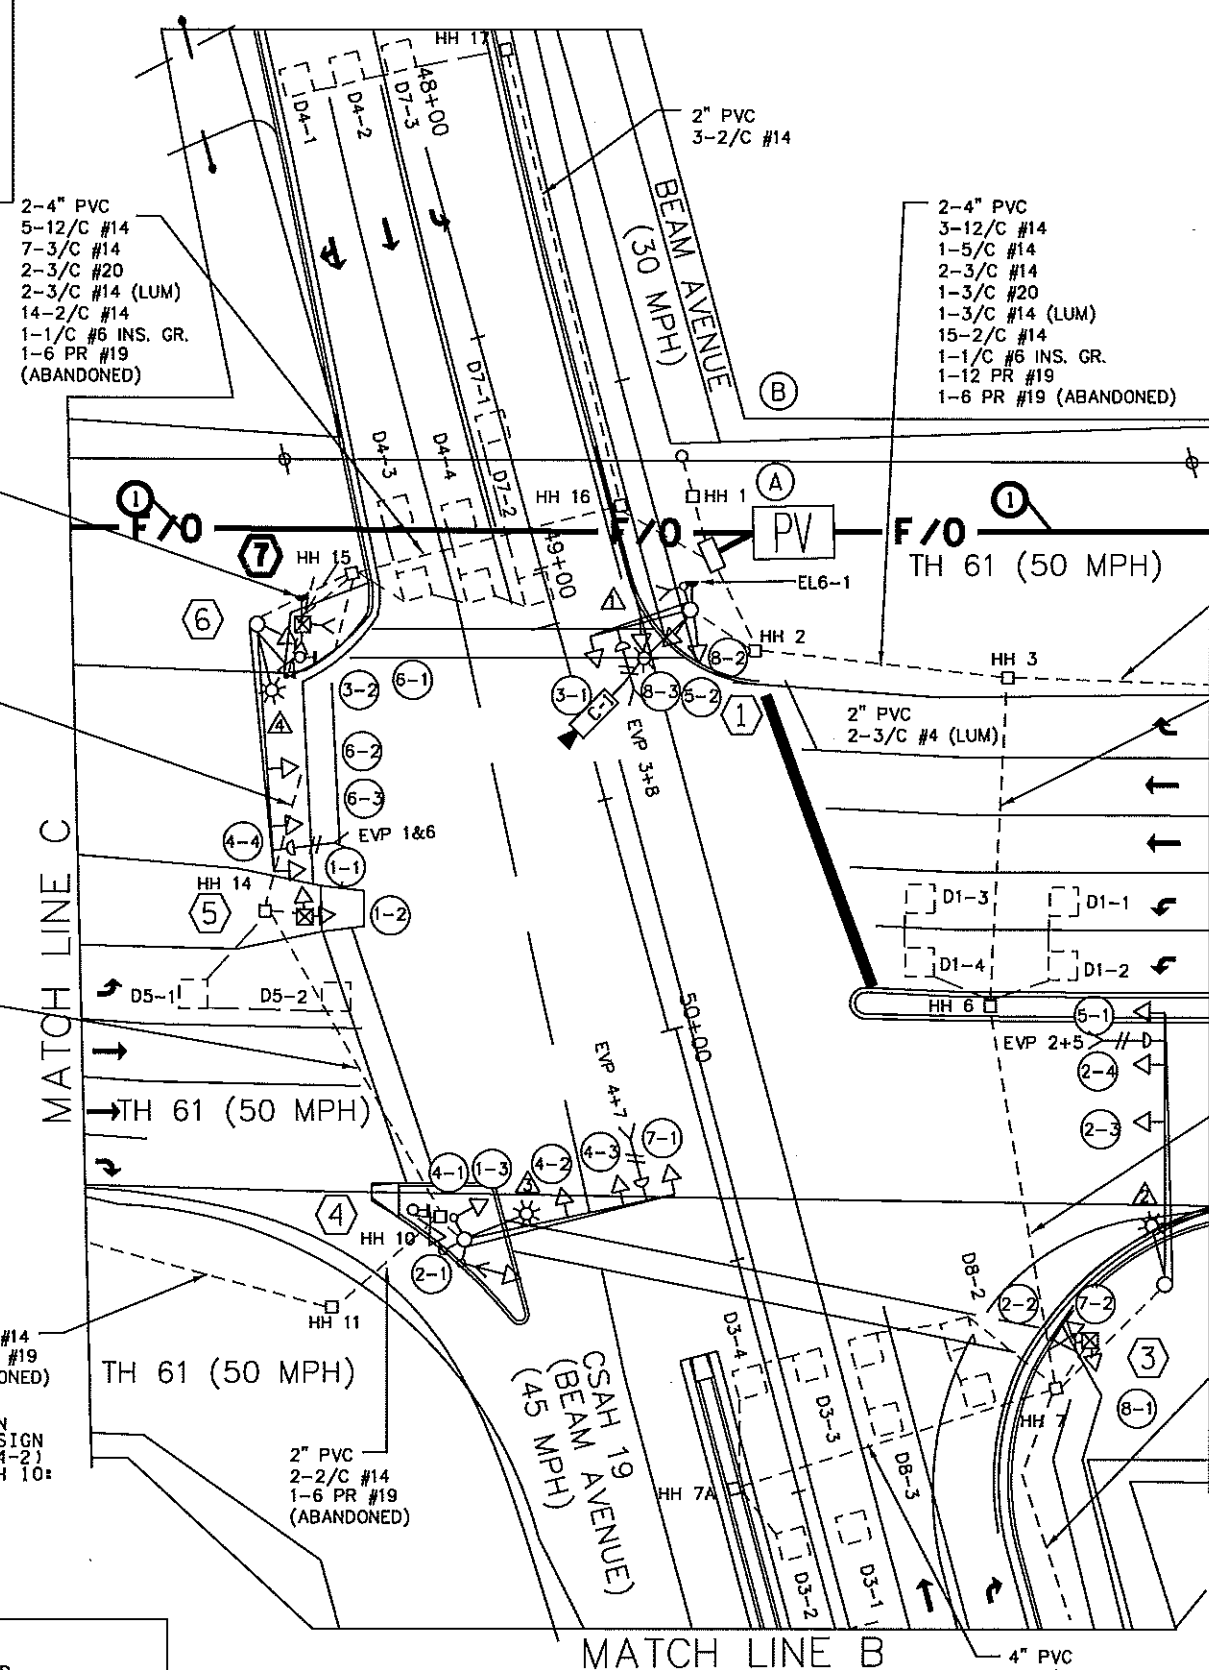 HH 17
D4-1
D4-2
D7-3
48+00
2" PVC
3-2/C #14
BEAM AVENUE
(30 MPH)
2-4" PVC
5-12/C #14
7-3/C #14
2-3/C #20
2-3/C #14 (LUM)
14-2/C #14
1-1/C #6 INS. GR.
1-6 PR #19
(ABANDONED)
2-4" PVC
3-12/C #14
1-5/C #14
2-3/C #14
1-3/C #20
1-3/C #14 (LUM)
15-2/C #14
1-1/C #6 INS. GR.
1-12 PR #19
1-6 PR #19 (ABANDONED)
B
D7-1
D4-3
D4-4
D7-2
HH 16
HH 1
A
1
F/O
F/O
PV
F/O
1
TH 61 (50 MPH)
7
HH 15
49+00
EL6-1
6
1
HH 2
HH 3
8-2
3-2
6-1
3-1
8-3
5-2
1
C-1
EVP 3+8
2" PVC
2-3/C #4 (LUM)
4
6-2
6-3
EVP 1&6
4-4
1-1
MATCH LINE C
HH 14
5
1-2
D1-3
D1-1
D1-4
D1-2
D5-1
D5-2
HH 6
50+00
5-1
EVP 2+5
2-4
2-3
TH 61 (50 MPH)
EVP 4+7
4-1
1-3
4-2
4-3
7-1
3
2
4
HH 10
2-1
HH 11
D8-2
2-2
7-2
3
8-1
HH 7
#14
#19
ONED)
TH 61 (50 MPH)
D3-4
D3-3
D8-3
CSAH 19
(BEAM AVENUE)
(45 MPH)
N
SIGN
4-2)
H 10:
2" PVC
2-2/C #14
1-6 PR #19
(ABANDONED)
HH 7A
D3-2
D3-1
MATCH LINE B
4" PVC